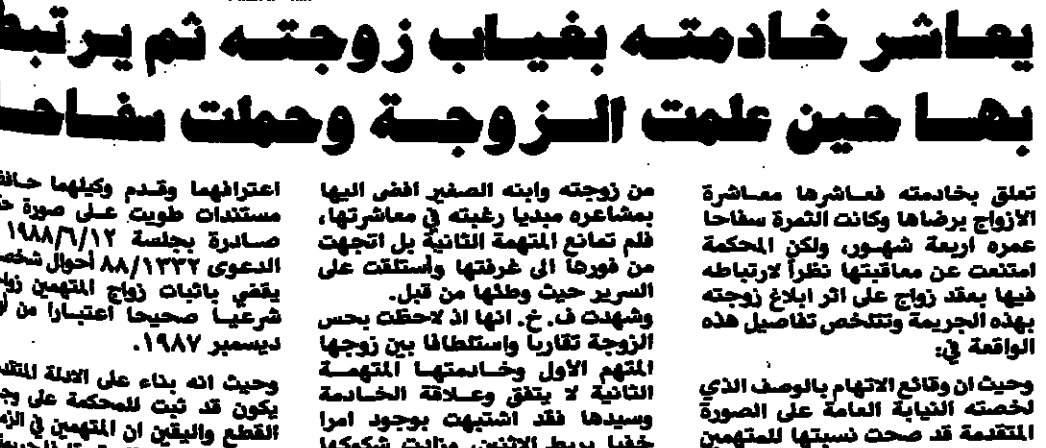 يعاشر خادمته بغياب زوجته ثم يرتبط
بها حين علمت الزوجة وحملت سفاحا
تعلق بخادمته فعاشرها معاشرة
الازواج برضاها وكانت الثمرة سفاحا
عمره اربعة شهور، ولكن المحكمة
امتنعت عن معاقبتها نظراً لارتباطه
فيها بعقد زواج على اثر ابلاغ زوجته
بهذه الجريمة وتتلخص تفاصيل هذه
الواقعة في:
وحيث ان وقائع الاتهام بالوصف الذي
لخصته النيابة العامة على الصورة
المتقدمة قد صحت نسبتها للمتهمين
من زوجته وابنه الصغير افضى اليها
بمشاعره مبديا رغبته في معاشرتها،
فلم تمانع المتهمة الثانية بل اتجهت
من فورها الى غرفتها واستلقت على
السرير حيث وطئها من قبل.
وشهدت ف. خ. انها اذ لاحظت بحس
الزوجة تقاربا واستلطافا بين زوجها
المتهم الأول وخادمتها المتهمة
الثانية لا يتفق وعلاقة الخادمة
وسيدها فقد اشتبهت بوجود امرا
خفيا يربط الاثنين، وزادت شكوكها
اعترافهما وقدم وكيلهما
مستندات طويت على صورة
صادرة بجلسة ١٩٨٨/٦/١٢
الدعوى ٨٨/١٣٣٢ أحوال
يقضي باثبات زواج المتهمين
شرعيا صحيحا اعتبارا من
ديسمبر ١٩٨٧.
وحيث انه بناء على الادلة
يكون قد ثبت للمحكمة على
القطع واليقين ان المتهمين في